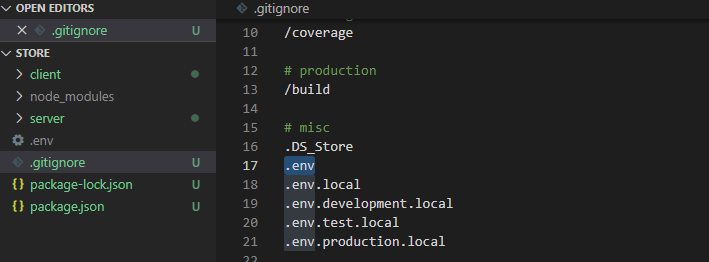 OPEN EDITORS
.gitignore U
STORE
client
node_modules
server
.env
.gitignore U
package-lock.json U
package.json U
.gitignore
10 /coverage
11
12 # production
13 /build
14
15 # misc
16 .DS_Store
17 .env
18 .env.local
19 .env.development.local
20 .env.test.local
21 .env.production.local
22